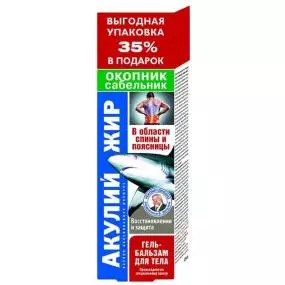 ВЫГОДНАЯ
УПАКОВКА
35%
В ПОДАРОК
ОКОПНИК
САБЕЛЬНИК
АКУЛИЙ ЖИР
В области
спины и
поясницы
Восстановление
и защита
ГЕЛЬ-
БАЛЬЗАМ
ДЛЯ ТЕЛА